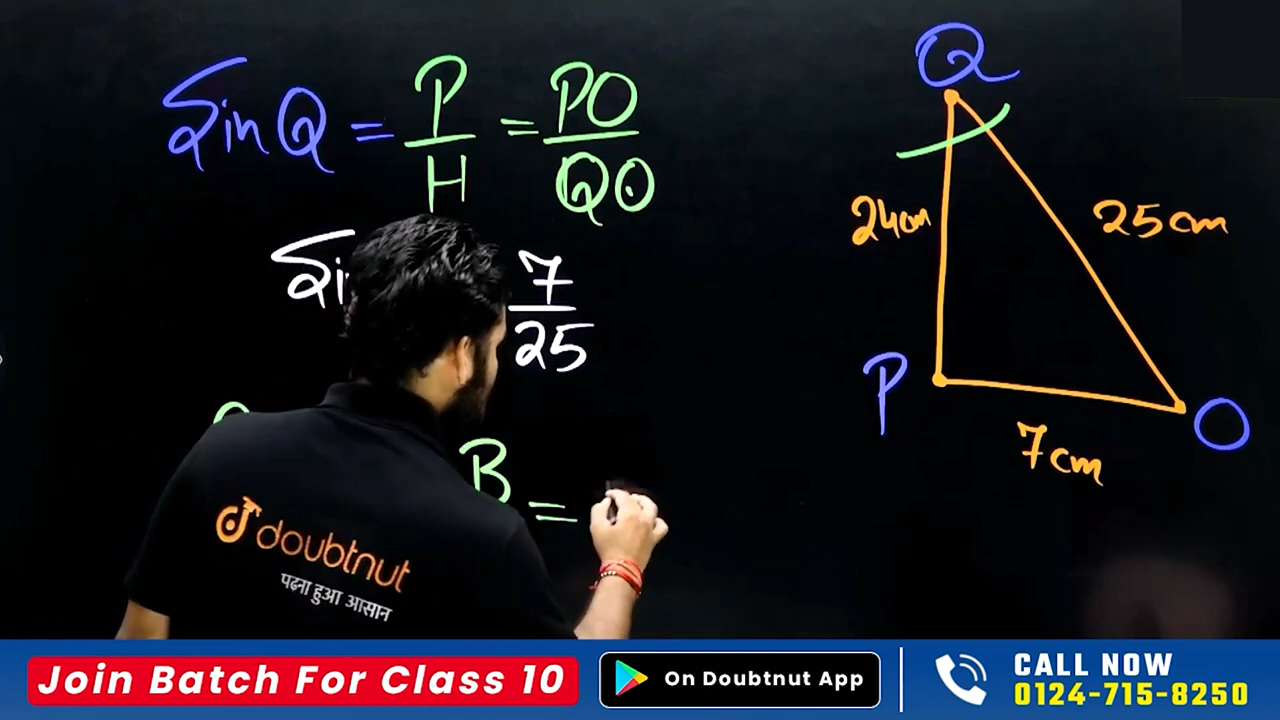 Sin Q = P/H = PO/QO
7/25
B =
Q
24cm
25cm
P
7cm
O
doubtnut
पढ़ना हुआ आसान
Join Batch For Class 10
On Doubtnut App
CALL NOW
0124-715-8250